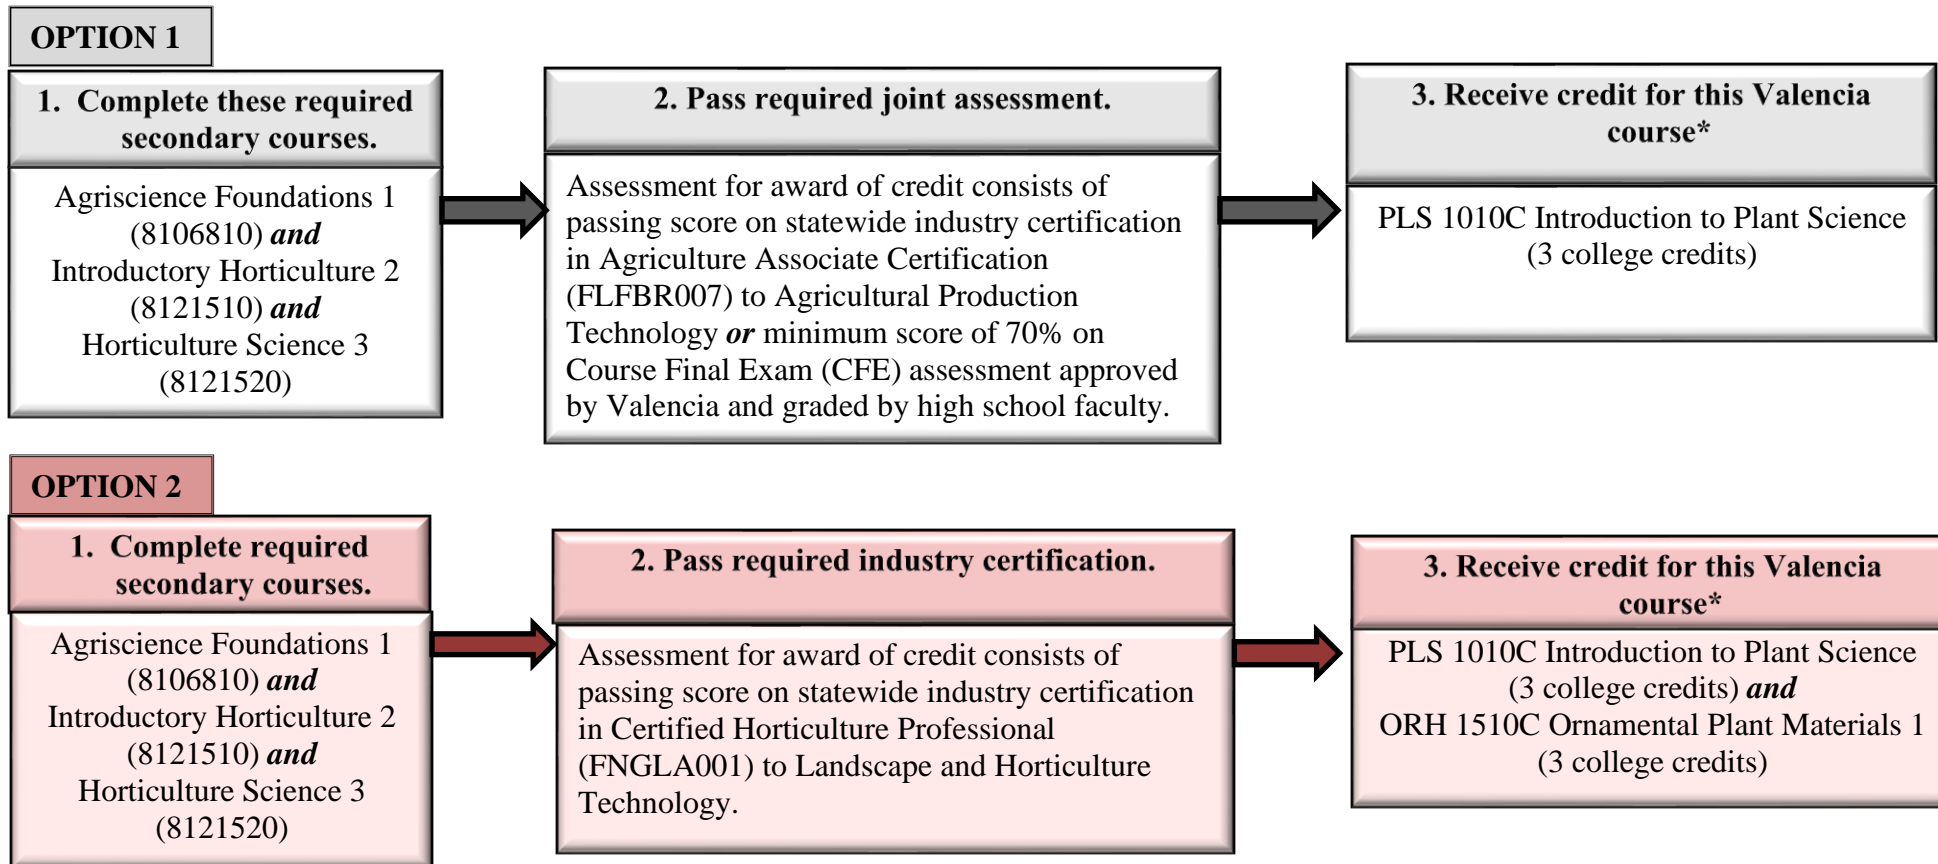 OPTION 1
1. Complete these required
secondary courses.
Agriscience Foundations 1
(8106810) and
Introductory Horticulture 2
(8121510) and
Horticulture Science 3
(8121520)
2. Pass required joint assessment.
Assessment for award of credit consists of
passing score on statewide industry certification
in Agriculture Associate Certification
(FLFBR007) to Agricultural Production
Technology or minimum score of 70% on
Course Final Exam (CFE) assessment approved
by Valencia and graded by high school faculty.
3. Receive credit for this Valencia
course*
PLS 1010C Introduction to Plant Science
(3 college credits)
OPTION 2
1. Complete required
secondary courses.
Agriscience Foundations 1
(8106810) and
Introductory Horticulture 2
(8121510) and
Horticulture Science 3
(8121520)
2. Pass required industry certification.
Assessment for award of credit consists of
passing score on statewide industry certification
in Certified Horticulture Professional
(FNGLA001) to Landscape and Horticulture
Technology.
3. Receive credit for this Valencia
course*
PLS 1010C Introduction to Plant Science
(3 college credits) and
ORH 1510C Ornamental Plant Materials 1
(3 college credits)